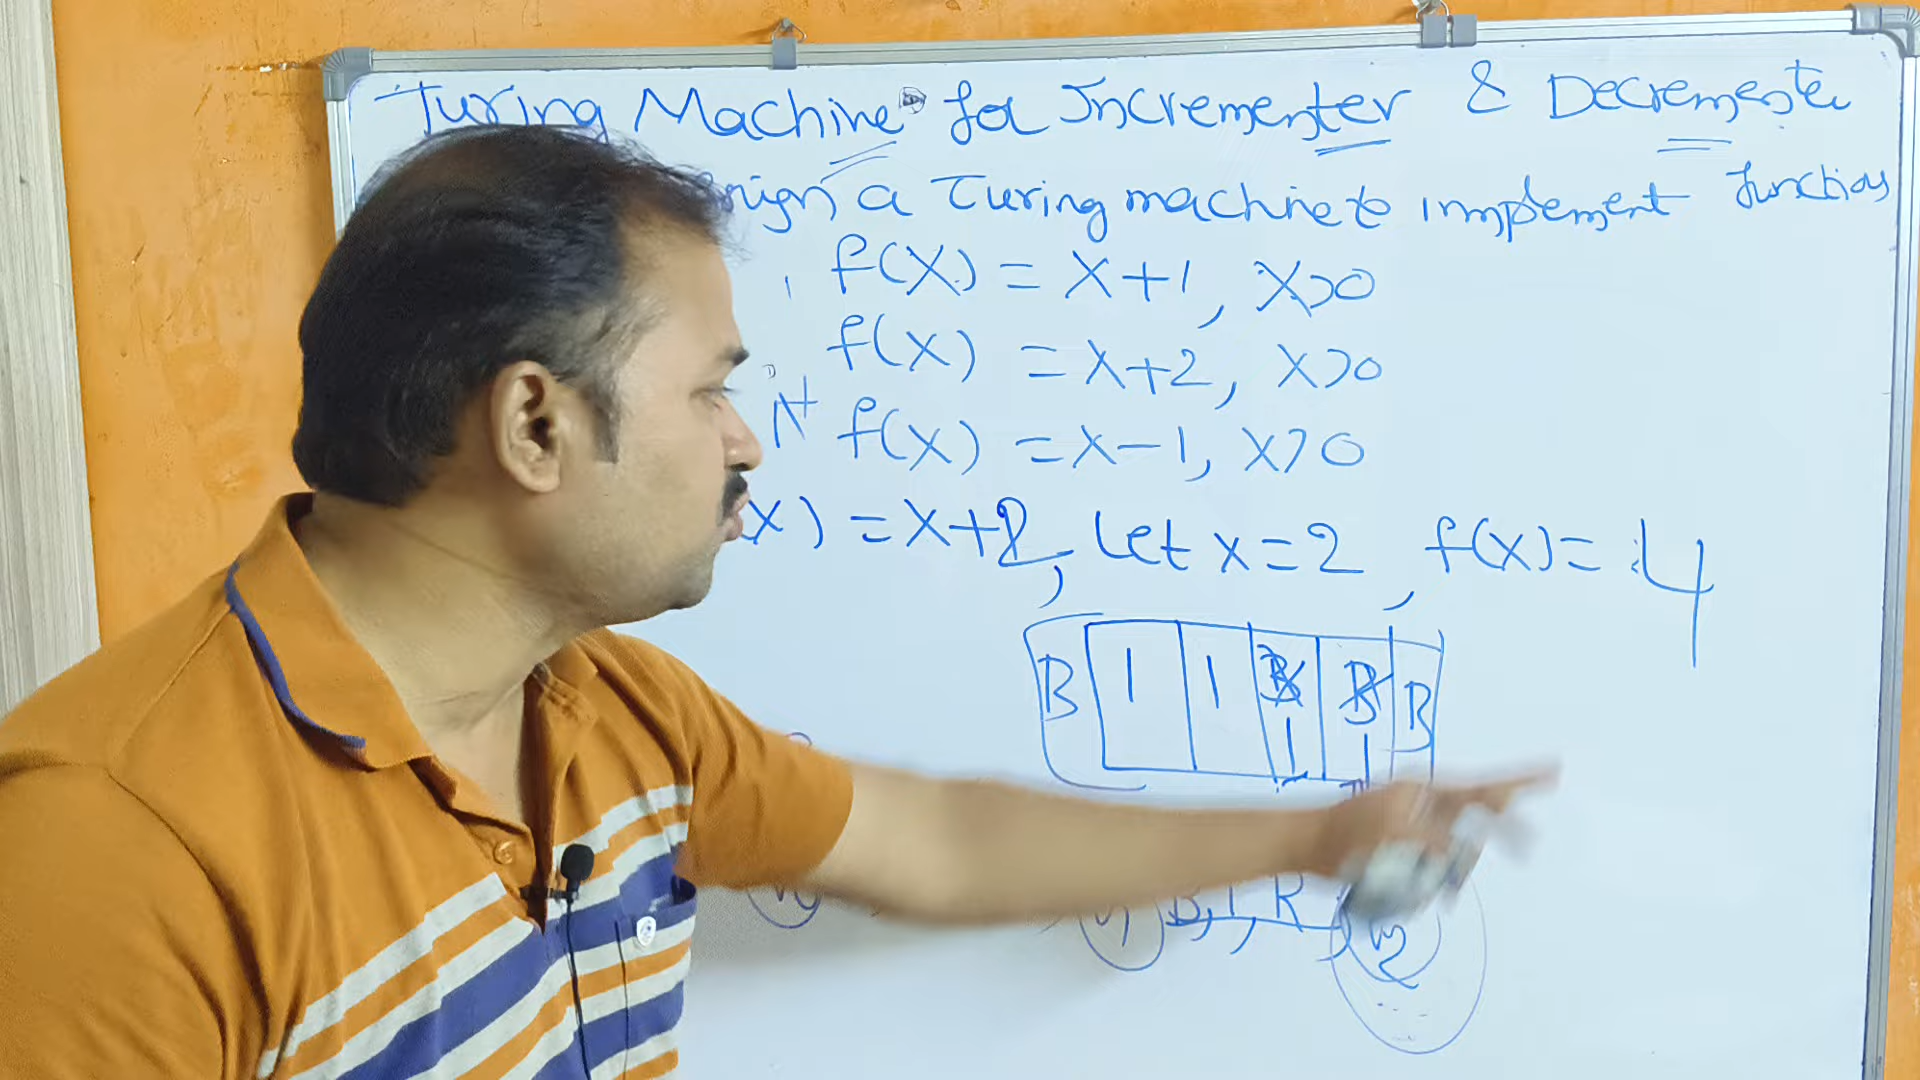 Turing Machine for Incrementer & Decrementer
a Turing machine to implement functions
f(x) = x+1, x>0
f(x) = x+2, x>0
f(x) = x-1, x>0
x) = x+2, Let x=2, f(x)= 4
B 1 1 B B B
1 1
B, 1, R
q2